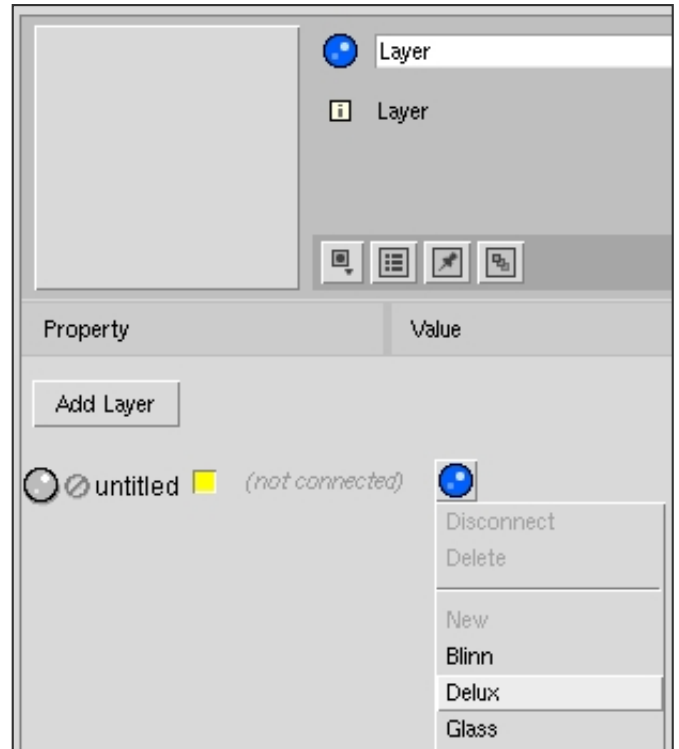 Layer
i Layer
Property Value
Add Layer
untitled (not connected)
Disconnect
Delete
New
Blinn
Delux
Glass